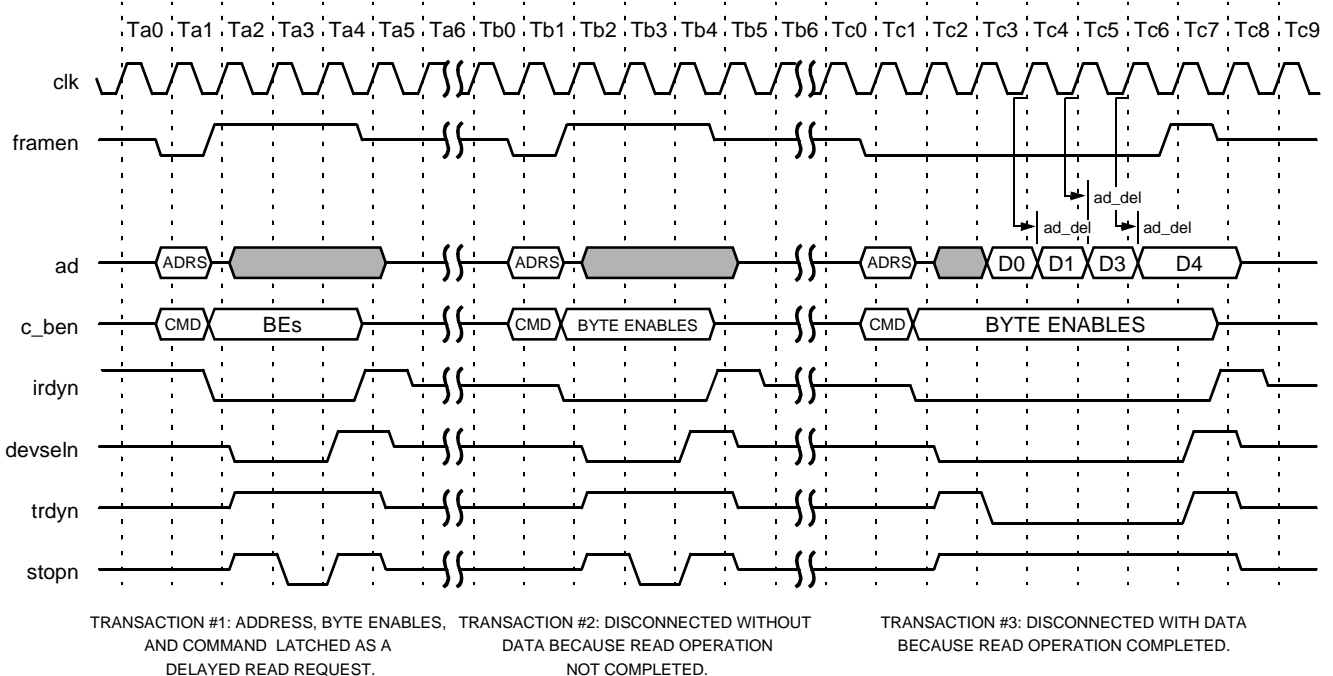 Ta0 Ta1 Ta2 Ta3 Ta4 Ta5 Ta6 Tb0 Tb1 Tb2 Tb3 Tb4 Tb5 Tb6 Tc0 Tc1 Tc2 Tc3 Tc4 Tc5 Tc6 Tc7 Tc8 Tc9
clk
framen
ad_del
ad_del ad_del
ad ADRS ADRS ADRS D0 D1 D3 D4
c_ben CMD BEs CMD BYTE ENABLES CMD BYTE ENABLES
irdyn
devseln
trdyn
stopn
TRANSACTION #1: ADDRESS, BYTE ENABLES,
AND COMMAND LATCHED AS A
DELAYED READ REQUEST.
TRANSACTION #2: DISCONNECTED WITHOUT
DATA BECAUSE READ OPERATION
NOT COMPLETED.
TRANSACTION #3: DISCONNECTED WITH DATA
BECAUSE READ OPERATION COMPLETED.